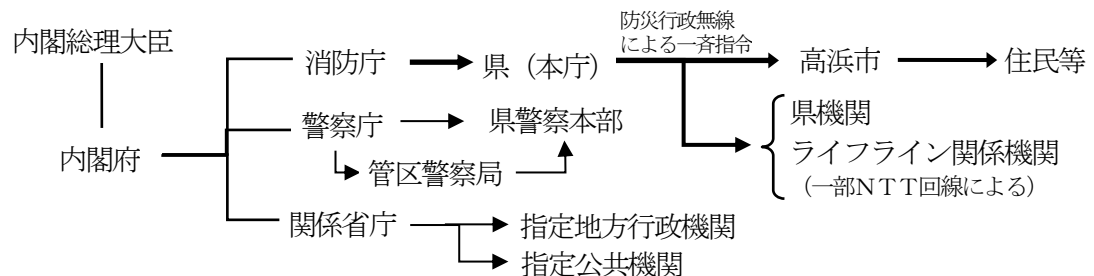 内閣総理大臣
内閣府
消防庁
県（本庁）
防災行政無線
による一斉指令
高浜市
住民等
県機関
ライフライン関係機関
（一部ＮＴＴ回線による）
警察庁
県警察本部
管区警察局
関係省庁
指定地方行政機関
指定公共機関